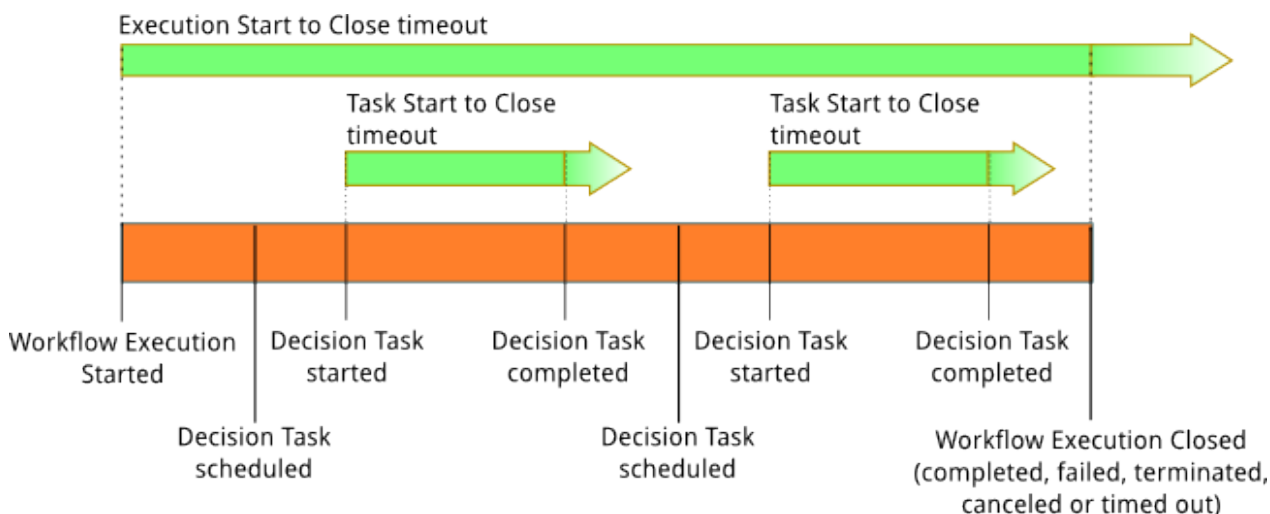 Execution Start to Close timeout
Task Start to Close
timeout
Task Start to Close
timeout
Workflow Execution
Started
Decision Task
scheduled
Decision Task
started
Decision Task
completed
Decision Task
scheduled
Decision Task
started
Decision Task
completed
Workflow Execution Closed
(completed, failed, terminated,
canceled or timed out)